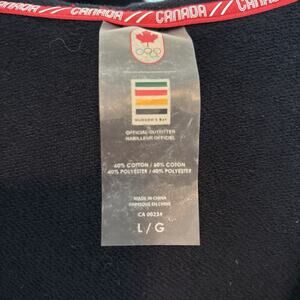 CANADA // CANADA // CANADA //
HUDSON'S BAY
OFFICIAL OUTFITTER
HABILLEUR OFFICIEL
60% COTTON / 60% COTON
40% POLYESTER / 40% POLYESTER
MADE IN CHINA
FABRIQUÉ EN CHINE
CA 00234
L / G